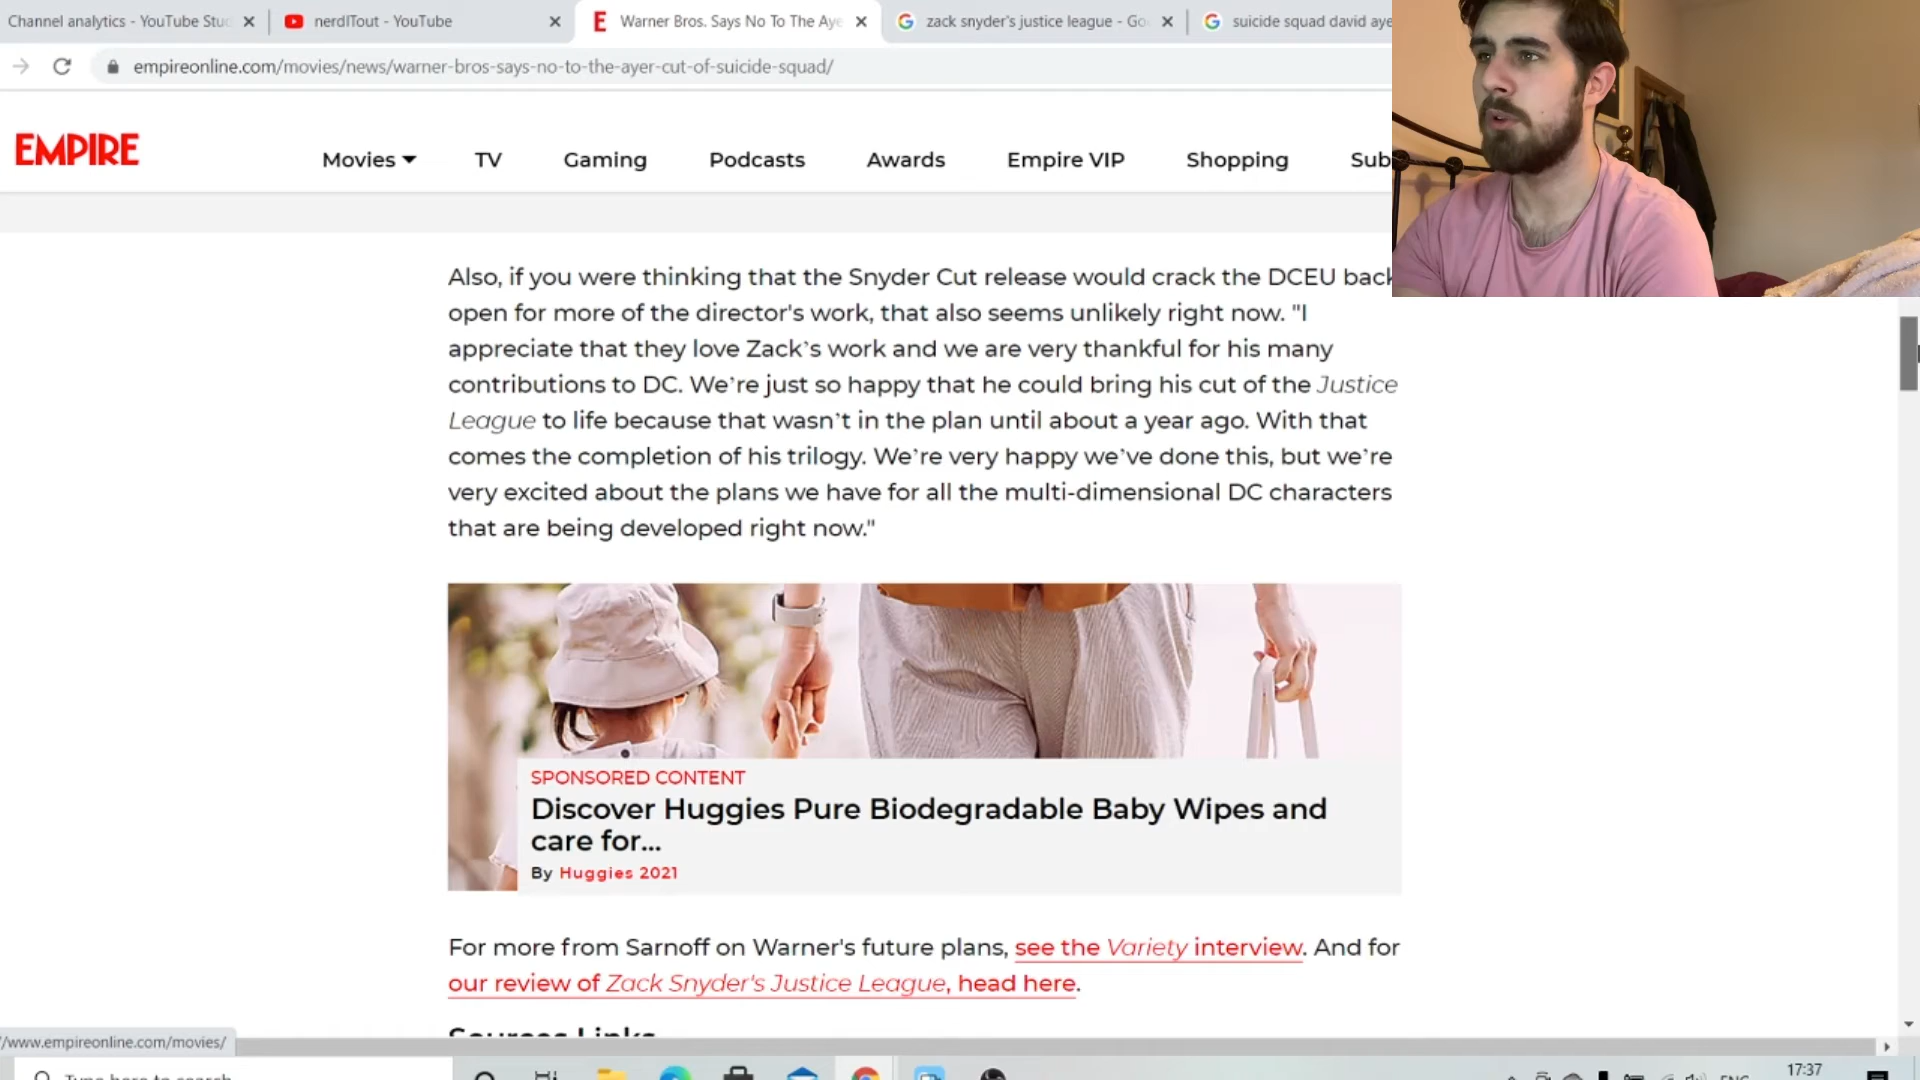 Channel analytics - YouTube Stu
nerdITout - YouTube
Warner Bros. Says No To The Aye
zack snyder's justice league - Go
suicide squad david aye
empireonline.com/movies/news/warner-bros-says-no-to-the-ayer-cut-of-suicide-squad/
EMPIRE
Movies
TV
Gaming
Podcasts
Awards
Empire VIP
Shopping
Sub
Also, if you were thinking that the Snyder Cut release would crack the DCEU back
open for more of the director's work, that also seems unlikely right now. "I
appreciate that they love Zack's work and we are very thankful for his many
contributions to DC. We're just so happy that he could bring his cut of the Justice
League to life because that wasn't in the plan until about a year ago. With that
comes the completion of his trilogy. We're very happy we've done this, but we're
very excited about the plans we have for all the multi-dimensional DC characters
that are being developed right now."
SPONSORED CONTENT
Discover Huggies Pure Biodegradable Baby Wipes and
care for...
By Huggies 2021
For more from Sarnoff on Warner's future plans, see the Variety interview. And for
our review of Zack Snyder's Justice League, head here.
Sources Links
/www.empireonline.com/movies/
Type here to search
ENG
17:37